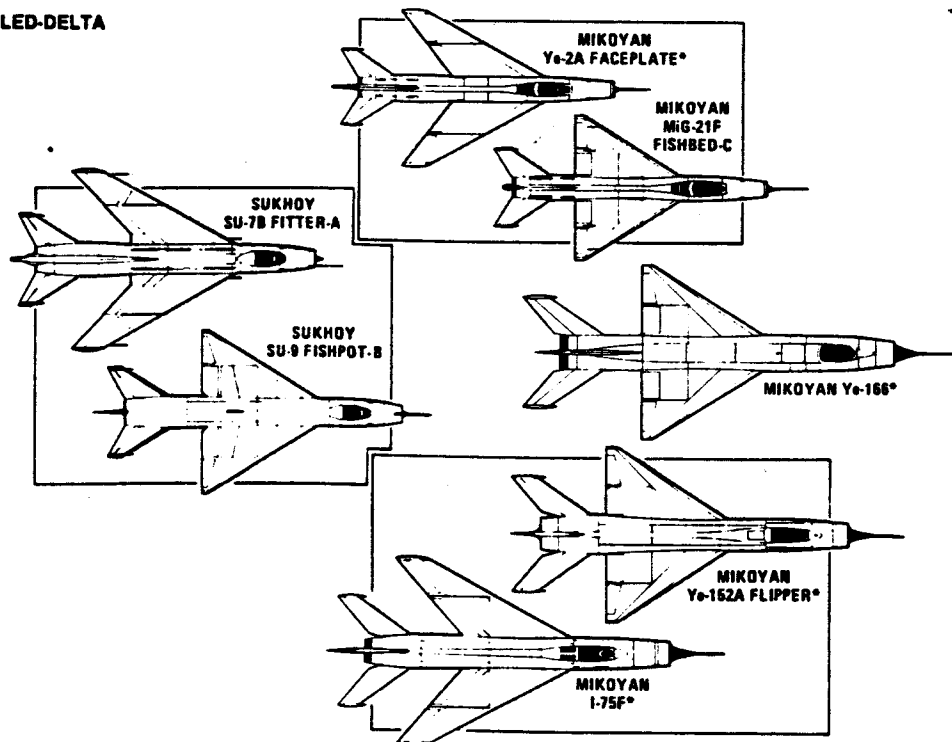 LED-DELTA
MIKOYAN
Ye-2A FACEPLATE*
MIKOYAN
MiG-21F
FISHBED-C
SUKHOY
SU-7B FITTER-A
SUKHOY
SU-9 FISHPOT-B
MIKOYAN Ye-166*
MIKOYAN
Ye-152A FLIPPER*
MIKOYAN
I-75F*